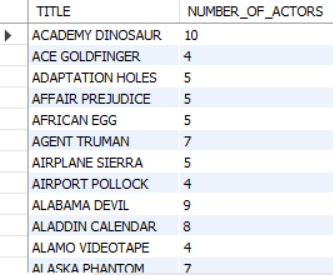 TITLE NUMBER_OF_ACTORS
ACADEMY DINOSAUR 10
ACE GOLDFINGER 4
ADAPTATION HOLES 5
AFFAIR PREJUDICE 5
AFRICAN EGG 5
AGENT TRUMAN 7
AIRPLANE SIERRA 5
AIRPORT POLLOCK 4
ALABAMA DEVIL 9
ALADDIN CALENDAR 8
ALAMO VIDEOTAPE 4
ALASKA PHANTOM 7